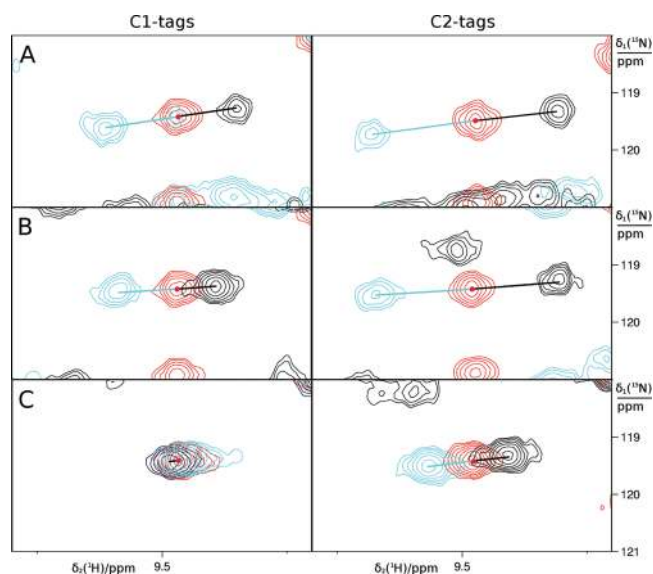 C1-tags C2-tags
A
δ₁(¹⁵N)
ppm
119
120
B
δ₁(¹⁵N)
ppm
119
120
C
δ₁(¹⁵N)
ppm
119
120
121
δ₂(¹H)/ppm 9.5 δ₂(¹H)/ppm 9.5